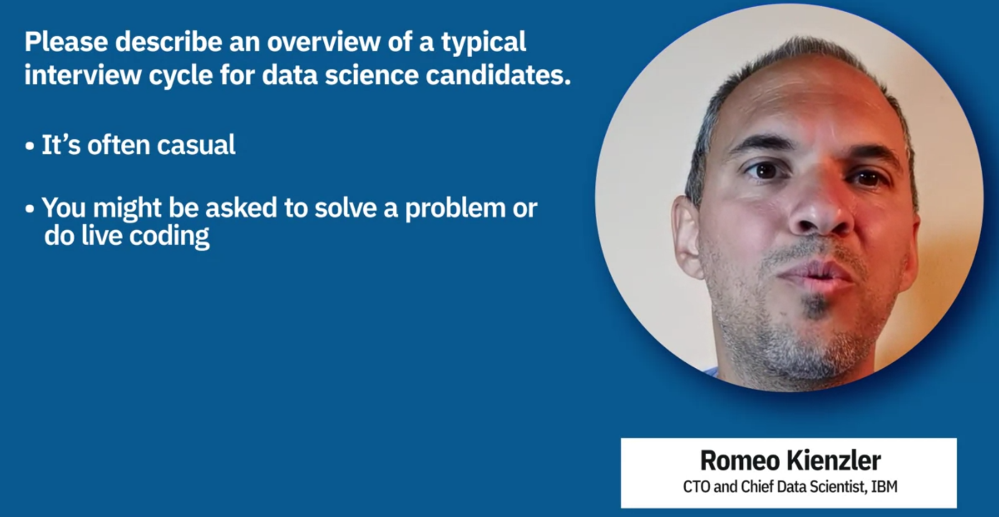 Please describe an overview of a typical
interview cycle for data science candidates.
• It’s often casual
• You might be asked to solve a problem or
do live coding
Romeo Kienzler
CTO and Chief Data Scientist, IBM